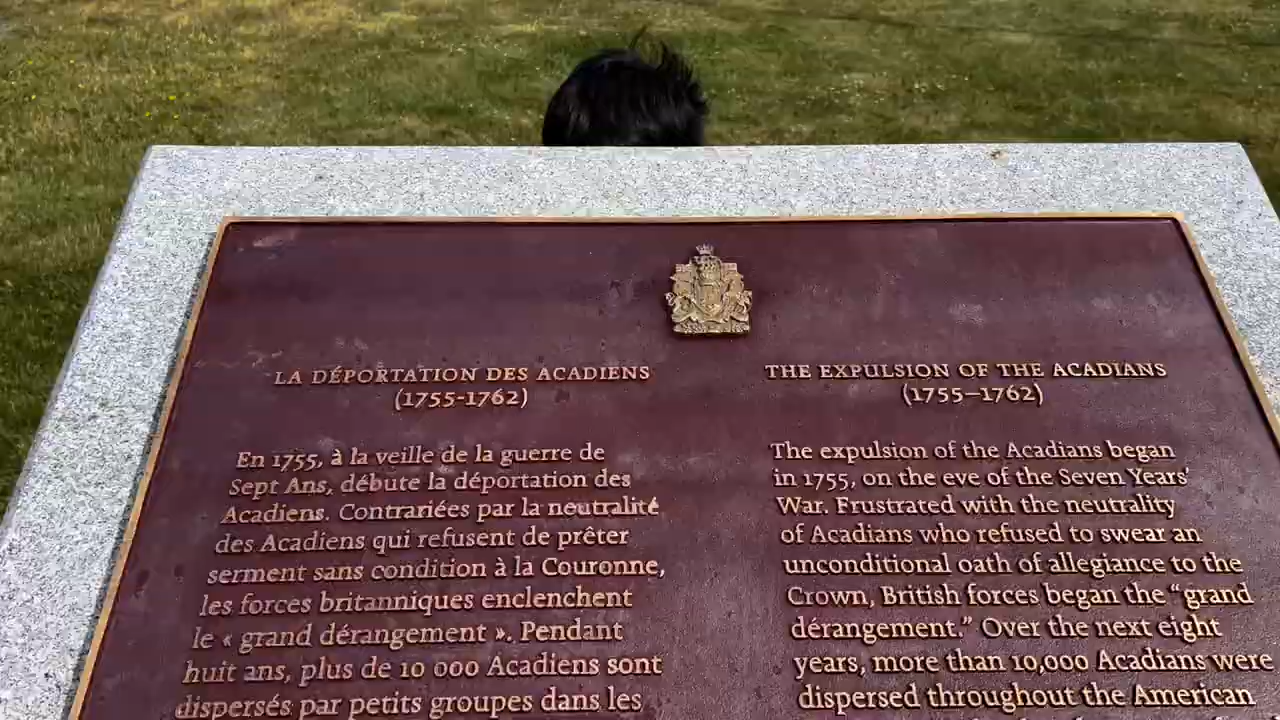 LA DÉPORTATION DES ACADIENS
(1755-1762)
En 1755, à la veille de la guerre de
Sept Ans, débute la déportation des
Acadiens. Contrariées par la neutralité
des Acadiens qui refusent de prêter
serment sans condition à la Couronne,
les forces britanniques enclenchent
le « grand dérangement ». Pendant
huit ans, plus de 10 000 Acadiens sont
dispersés par petits groupes dans les
THE EXPULSION OF THE ACADIANS
(1755–1762)
The expulsion of the Acadians began
in 1755, on the eve of the Seven Years'
War. Frustrated with the neutrality
of Acadians who refused to swear an
unconditional oath of allegiance to the
Crown, British forces began the “grand
dérangement.” Over the next eight
years, more than 10,000 Acadians were
dispersed throughout the American